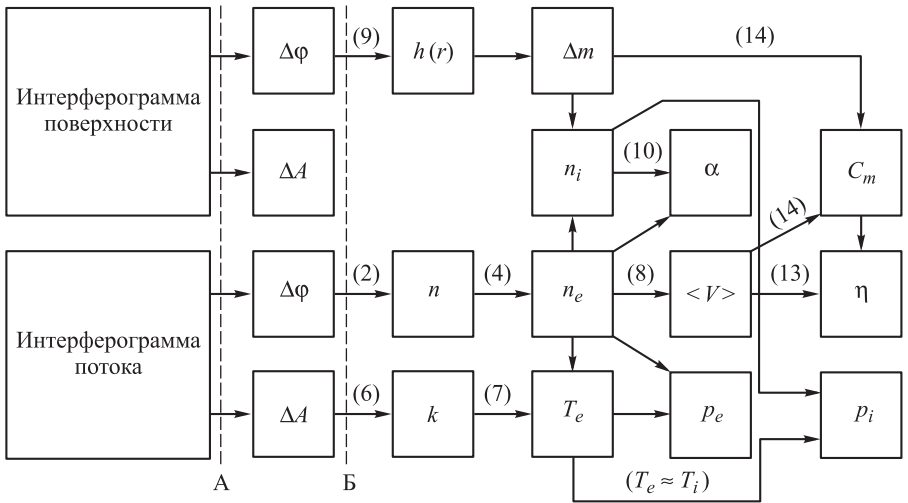 Интерферограмма
поверхности
Δφ
(9)
h(r)
Δm
(14)
ΔA
n_i
(10)
α
C_m
(14)
Интерферограмма
потока
Δφ
(2)
n
(4)
n_e
(8)
<V>
(13)
η
ΔA
(6)
k
(7)
T_e
p_e
p_i
А
Б
(T_e ≈ T_i)